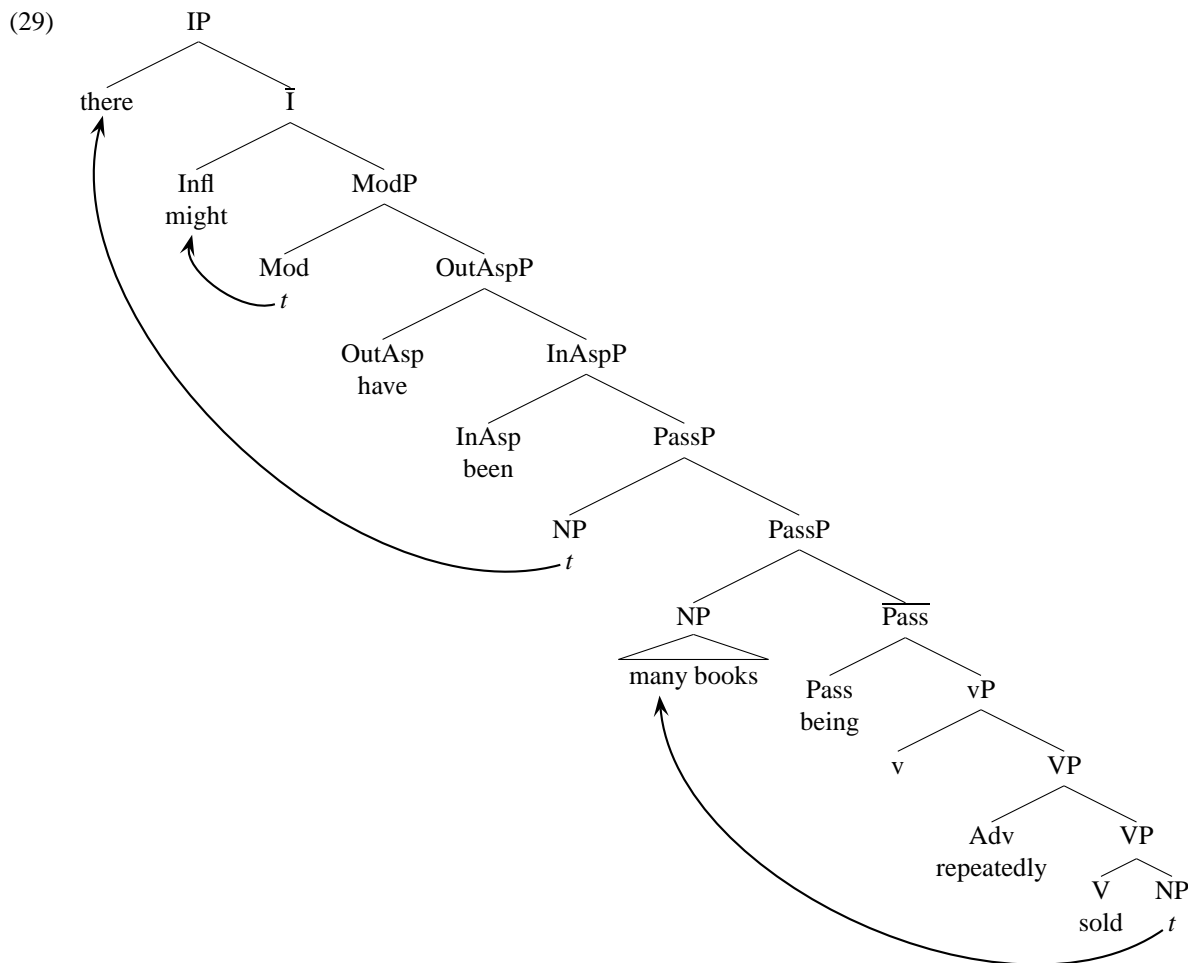 (29)
IP
there
Ī
Infl
ModP
might
Mod
OutAspP
t
OutAsp
InAspP
have
InAsp
PassP
been
NP
PassP
t
NP
P̅a̅s̅s̅
many books
Pass
vP
being
v
VP
Adv
VP
repeatedly
V
NP
sold
t